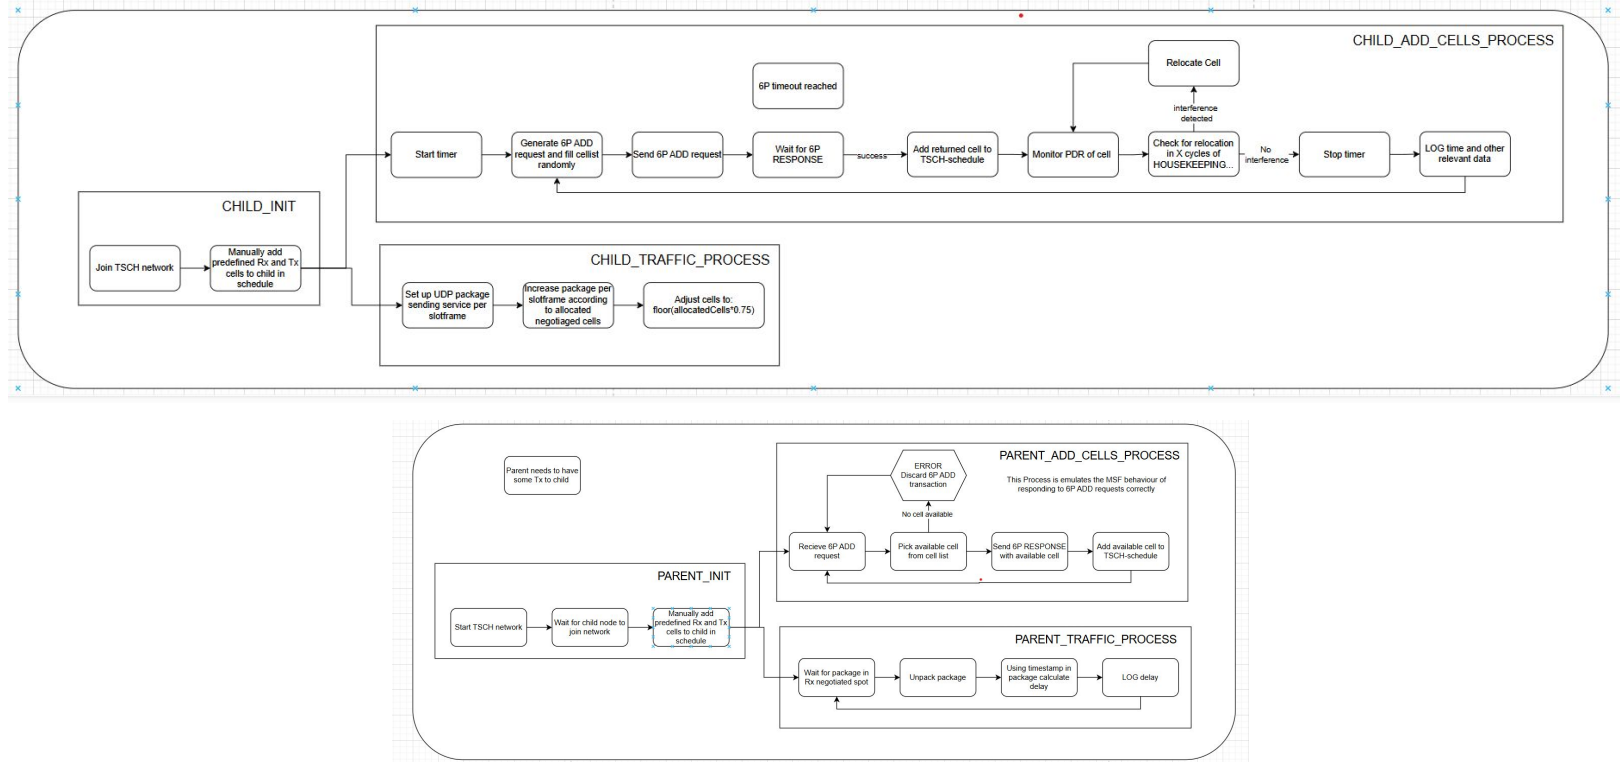 CHILD_ADD_CELLS_PROCESS
Relocate Cell
6P timeout reached
interference
detected
Start timer
Generate 6P ADD
request and fill cellist
randomly
Send 6P ADD request
Wait for 6P
RESPONSE
success
Add returned cell to
TSCH-schedule
Monitor PDR of cell
Check for relocation
in X cycles of
HOUSEKEEPING...
No
interference
Stop timer
LOG time and other
relevant data
CHILD_INIT
Join TSCH network
Manually add
predefined Rx and Tx
cells to child in
schedule
CHILD_TRAFFIC_PROCESS
Set up UDP package
sending service per
slotframe
Increase package per
slotframe according
to allocated
negotiaged cells
Adjust cells to:
floor(allocatedCells*0.75)
Parent needs to have
some Tx to child
PARENT_ADD_CELLS_PROCESS
This Process is emulates the MSF behaviour of
responding to 6P ADD requests correctly
ERROR
Discard 6P ADD
transaction
No cell available
Recieve 6P ADD
request
Pick available cell
from cell list
Send 6P RESPONSE
with available cell
Add available cell to
TSCH-schedule
PARENT_INIT
Start TSCH network
Wait for child node to
join network
Manually add
predefined Rx and Tx
cells to child in
schedule
PARENT_TRAFFIC_PROCESS
Wait for package in
Rx negotiated spot
Unpack package
Using timestamp in
package calculate
delay
LOG delay